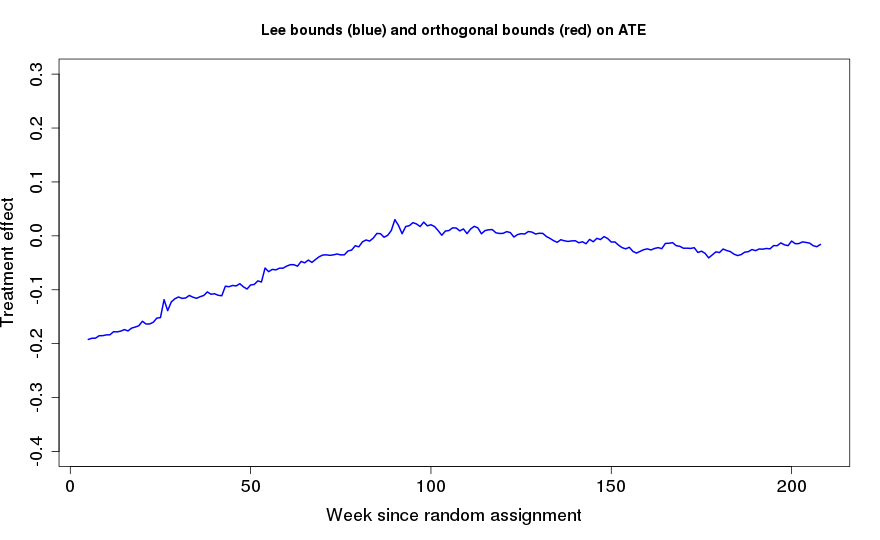 Lee bounds (blue) and orthogonal bounds (red) on ATE
Treatment effect
0.3
0.2
0.1
0.0
-0.1
-0.2
-0.3
-0.4
0 50 100 150 200
Week since random assignment